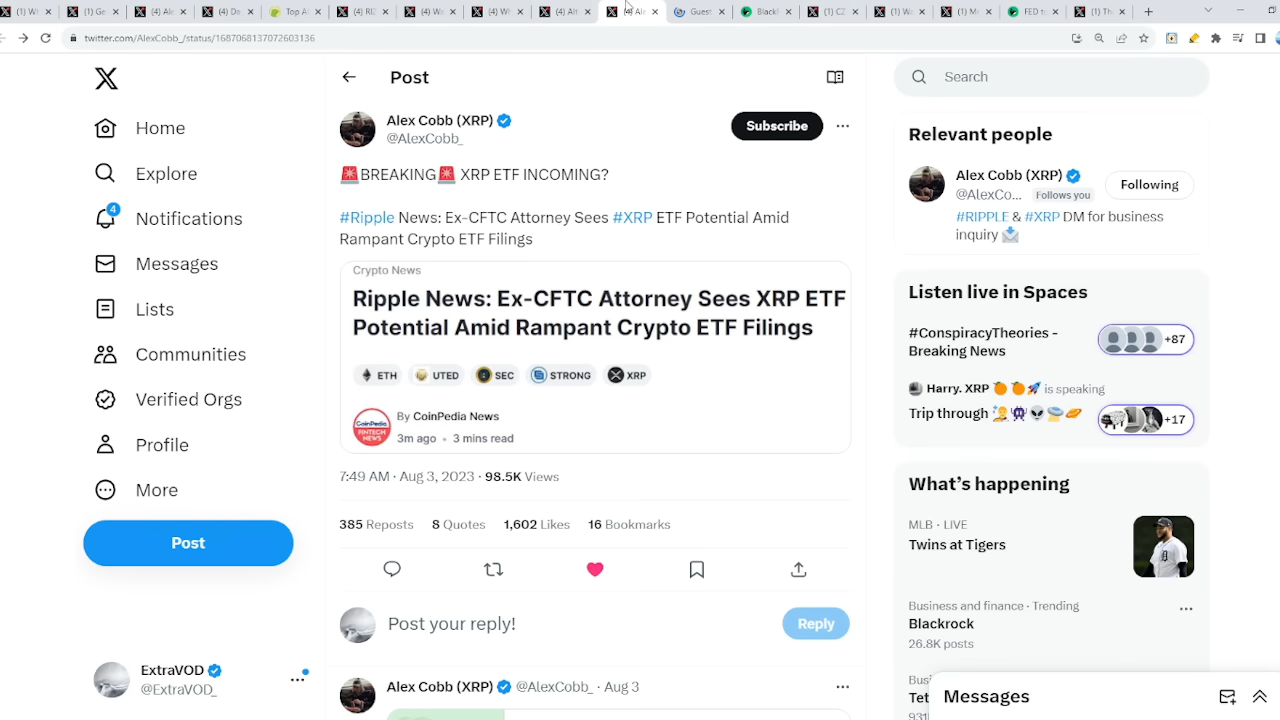 twitter.com/AlexCobb_/status/1687068137072603136
Home
Explore
4
Notifications
Messages
Lists
Communities
Verified Orgs
Profile
More
Post
ExtraVOD
@ExtraVOD_
Post
Alex Cobb (XRP)
@AlexCobb_
Subscribe
🚨BREAKING🚨 XRP ETF INCOMING?
#Ripple News: Ex-CFTC Attorney Sees #XRP ETF Potential Amid
Rampant Crypto ETF Filings
Crypto News
Ripple News: Ex-CFTC Attorney Sees XRP ETF
Potential Amid Rampant Crypto ETF Filings
ETH UTED SEC STRONG XRP
CoinPedia
FINTECH
NEWS
By CoinPedia News
3m ago • 3 mins read
7:49 AM · Aug 3, 2023 · 98.5K Views
385 Reposts 8 Quotes 1,602 Likes 16 Bookmarks
Post your reply!
Reply
Alex Cobb (XRP) @AlexCobb_ · Aug 3
Search
Relevant people
Alex Cobb (XRP)
@AlexCo... Follows you
Following
#RIPPLE & #XRP DM for business
inquiry 📩
Listen live in Spaces
#ConspiracyTheories -
Breaking News
+87
Harry. XRP 🍊 🍊🚀 is speaking
Trip through
+17
What's happening
MLB · LIVE
Twins at Tigers
Business and finance · Trending
Blackrock
26.8K posts
Messages